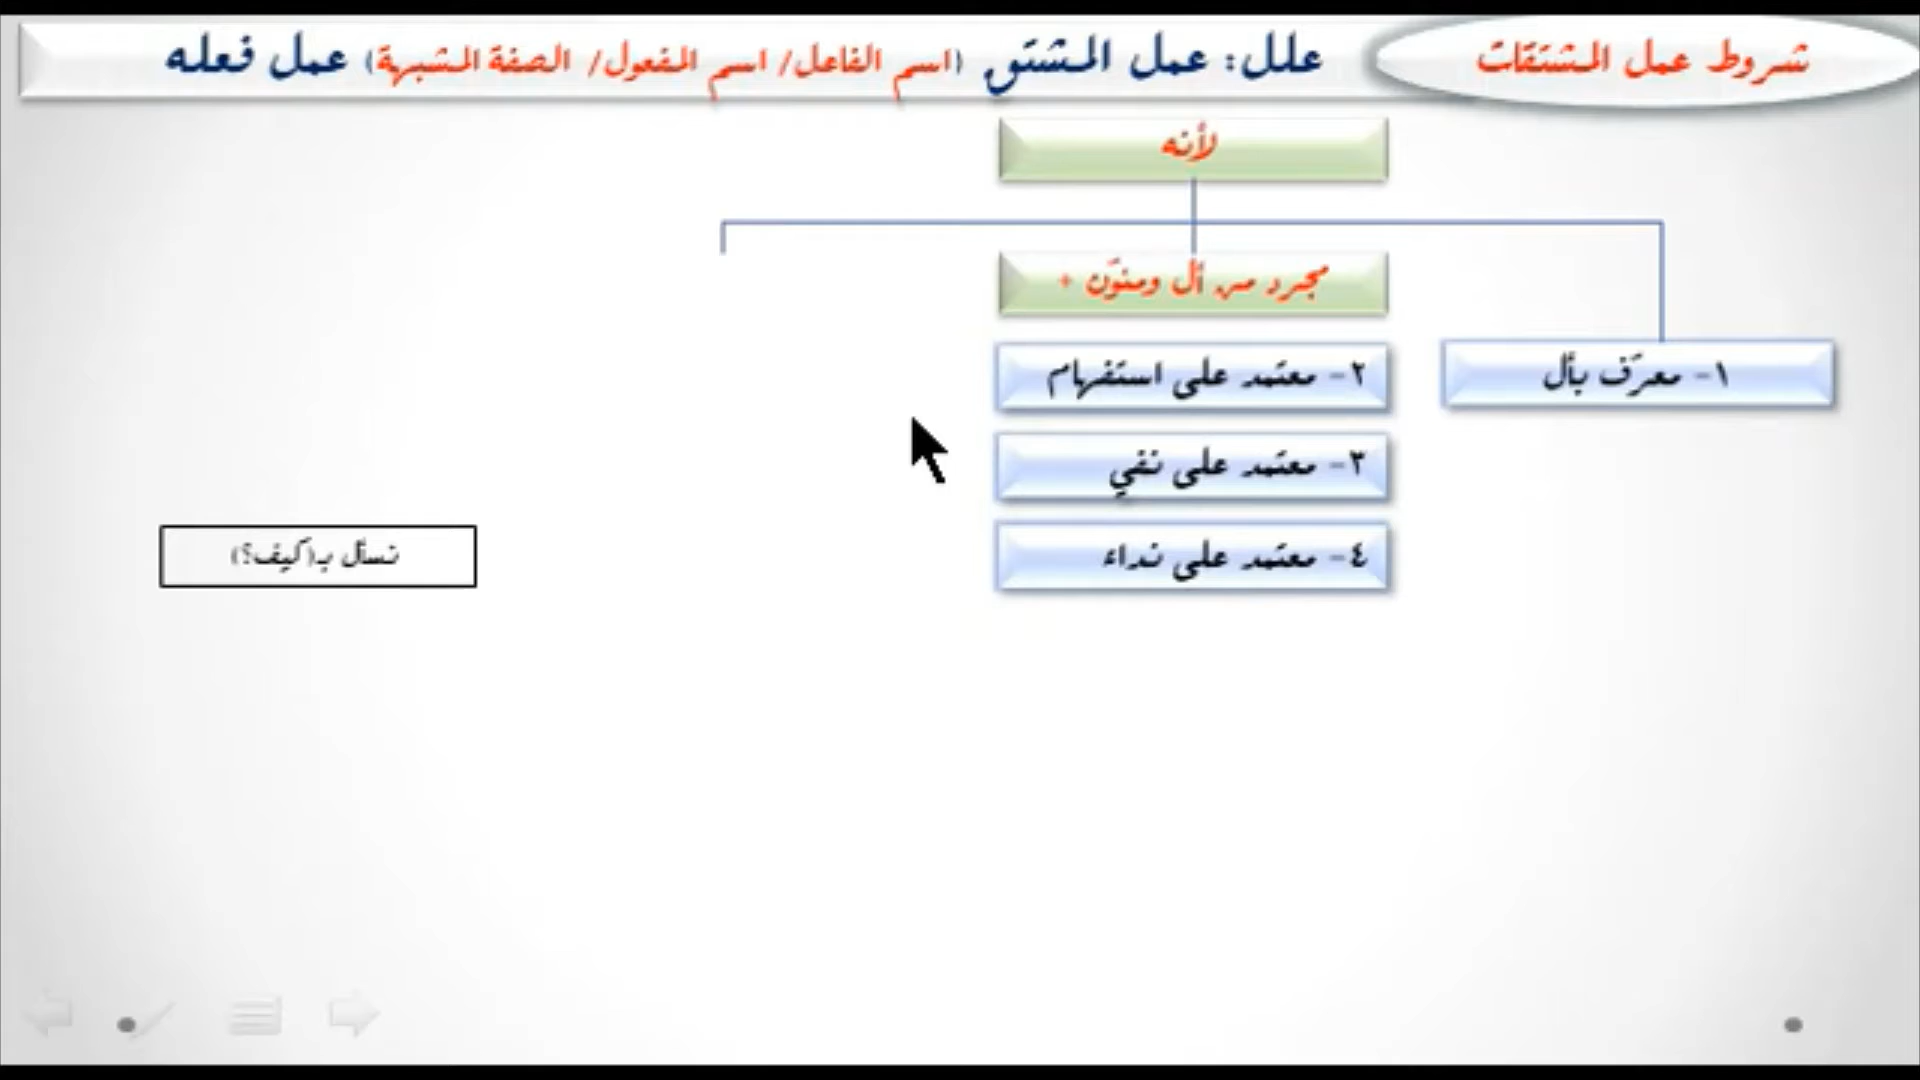 شروط عمل المشتقات
علل: عمل المشتق (اسم الفاعل/ اسم المفعول/ الصفة المشبهة) عمل فعله
لأنه
مجرد من أل ومنوّن +
١- معرّف بأل
٢- معتمد على استفهام
٣- معتمد على نفي
٤- معتمد على نداء
نسأل بـ(كيف؟)